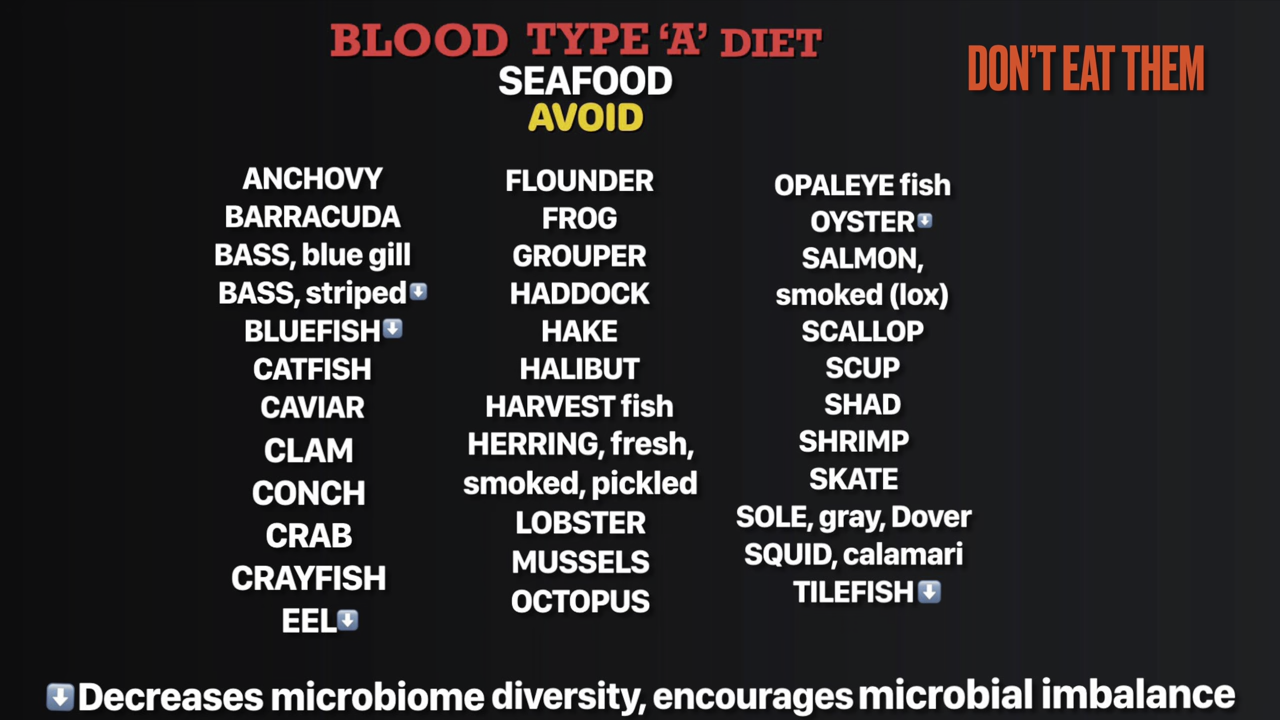 BLOOD TYPE ‘A’ DIET
SEAFOOD
AVOID
DON’T EAT THEM
ANCHOVY
BARRACUDA
BASS, blue gill
BASS, striped⬇️
BLUEFISH⬇️
CATFISH
CAVIAR
CLAM
CONCH
CRAB
CRAYFISH
EEL⬇️
FLOUNDER
FROG
GROUPER
HADDOCK
HAKE
HALIBUT
HARVEST fish
HERRING, fresh,
smoked, pickled
LOBSTER
MUSSELS
OCTOPUS
OPALEYE fish
OYSTER⬇️
SALMON,
smoked (lox)
SCALLOP
SCUP
SHAD
SHRIMP
SKATE
SOLE, gray, Dover
SQUID, calamari
TILEFISH⬇️
⬇️Decreases microbiome diversity, encourages microbial imbalance